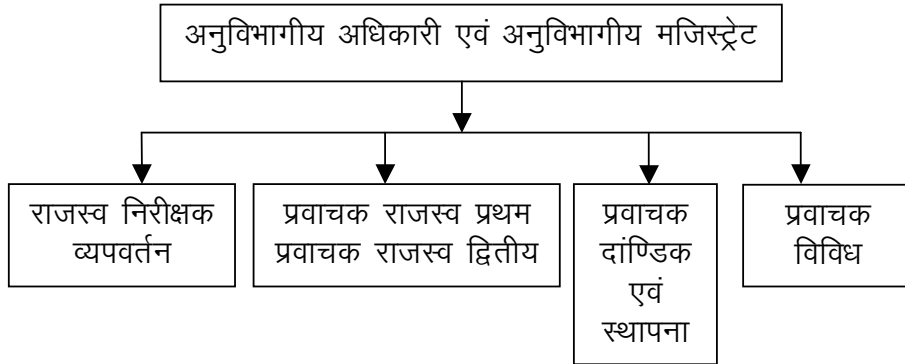 अनुविभागीय अधिकारी एवं अनुविभागीय मजिस्ट्रेट
राजस्व निरीक्षक
व्यपवर्तन
प्रवाचक राजस्व प्रथम
प्रवाचक राजस्व द्वितीय
प्रवाचक
दांण्डिक
एवं
स्थापना
प्रवाचक
विविध